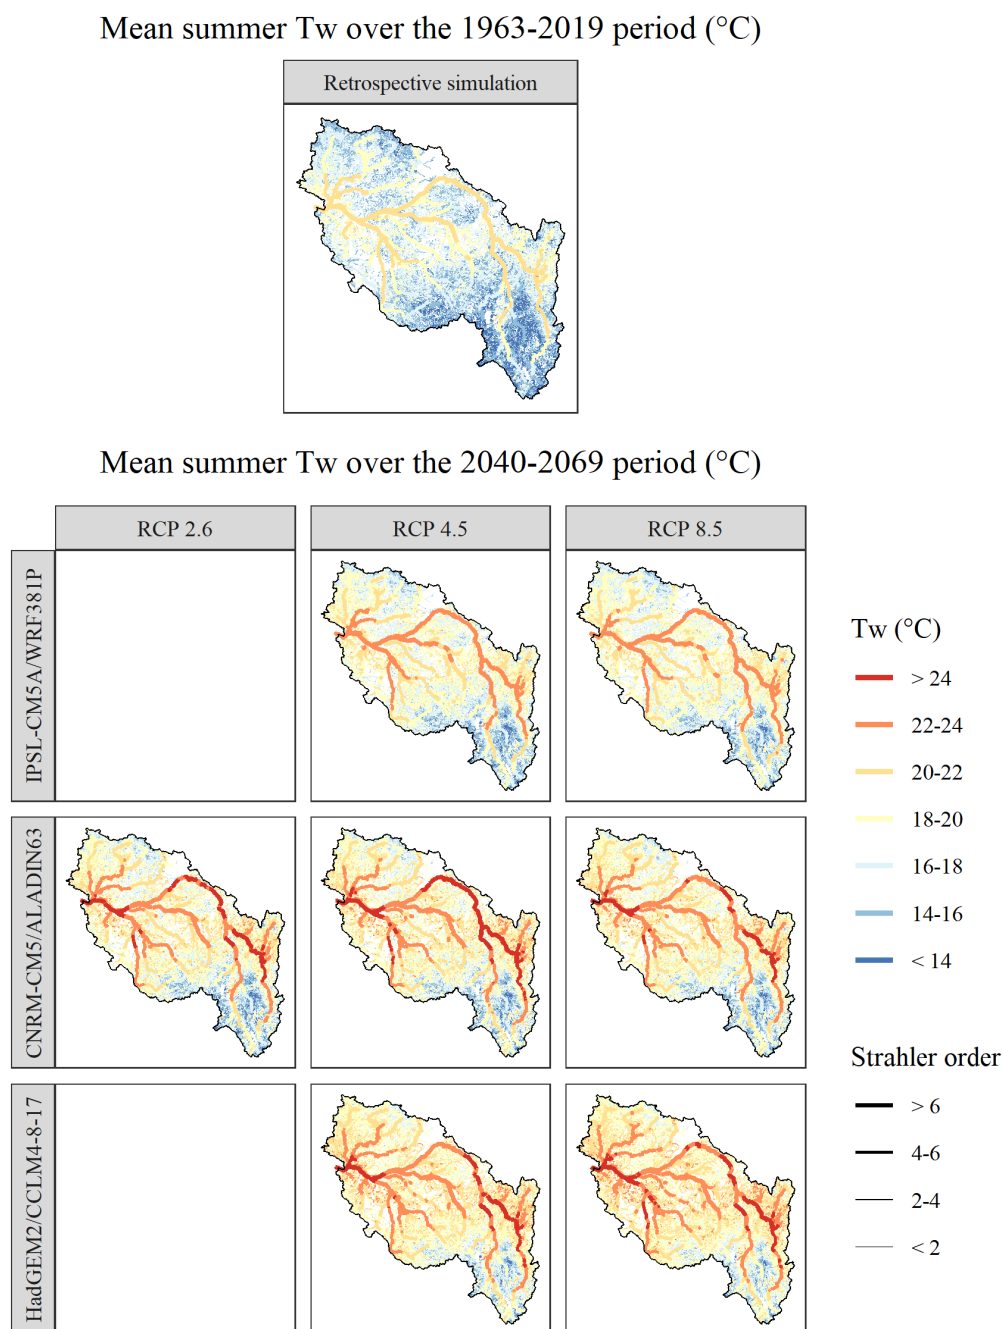 Mean summer Tw over the 1963-2019 period (°C)
Retrospective simulation
Mean summer Tw over the 2040-2069 period (°C)
RCP 2.6
RCP 4.5
RCP 8.5
IPSL-CM5A/WRF381P
CNRM-CM5/ALADIN63
HadGEM2/CCLM4-8-17
Tw (°C)
> 24
22-24
20-22
18-20
16-18
14-16
< 14
Strahler order
> 6
4-6
2-4
< 2